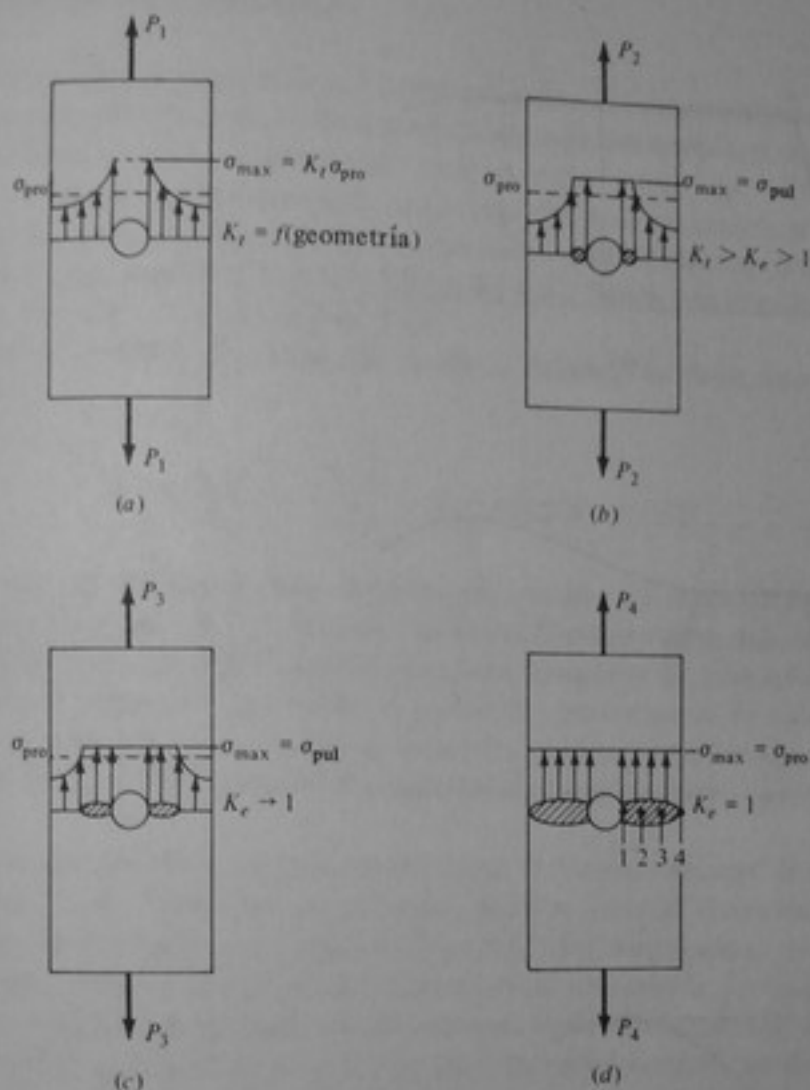 P₁
σpro
σmax = Kt σpro
Kt = f(geometría)
P₁
(a)
P₂
σpro
σmax = σpul
Kt > Ke > 1
P₂
(b)
P₃
σpro
σmax = σpul
Ke → 1
P₃
(c)
P₄
σmax = σpro
Ke = 1
1 2 3 4
P₄
(d)